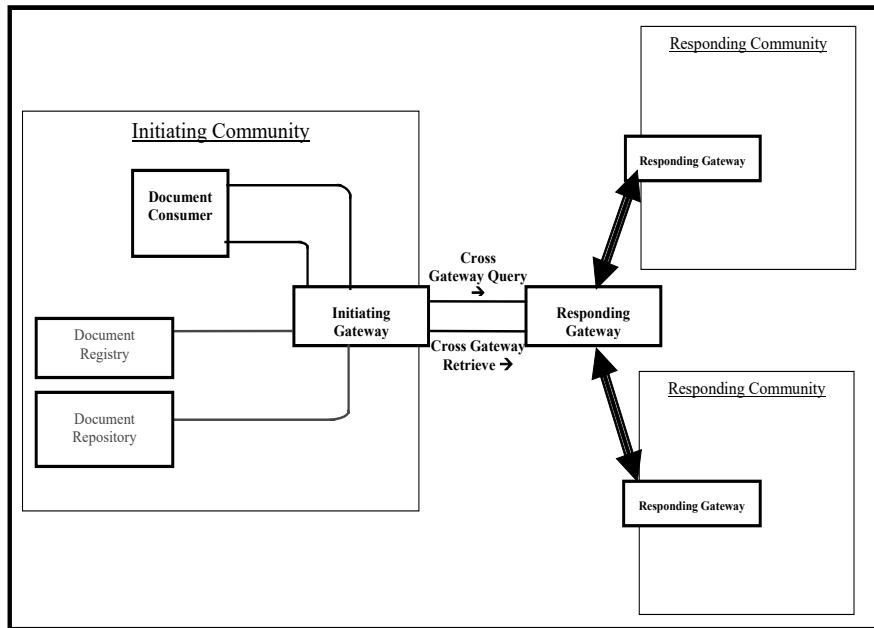 Responding Community
Responding Gateway
Initiating Community
Document
Consumer
Cross
Gateway Query
➔
Initiating
Gateway
Responding
Gateway
Cross Gateway
Retrieve ➔
Document
Registry
Document
Repository
Responding Community
Responding Gateway